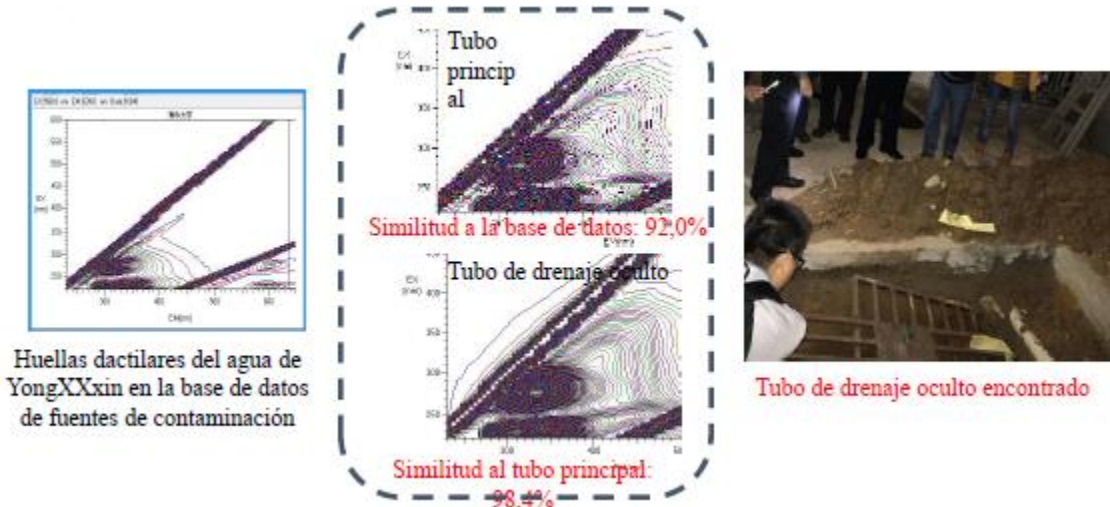 Tubo
princip
al
Similitud a la base de datos: 92,0%
Tubo de drenaje oculto
Similitud al tubo principal:
98,4%
Huellas dactilares del agua de
YongXXxin en la base de datos
de fuentes de contaminación
Tubo de drenaje oculto encontrado